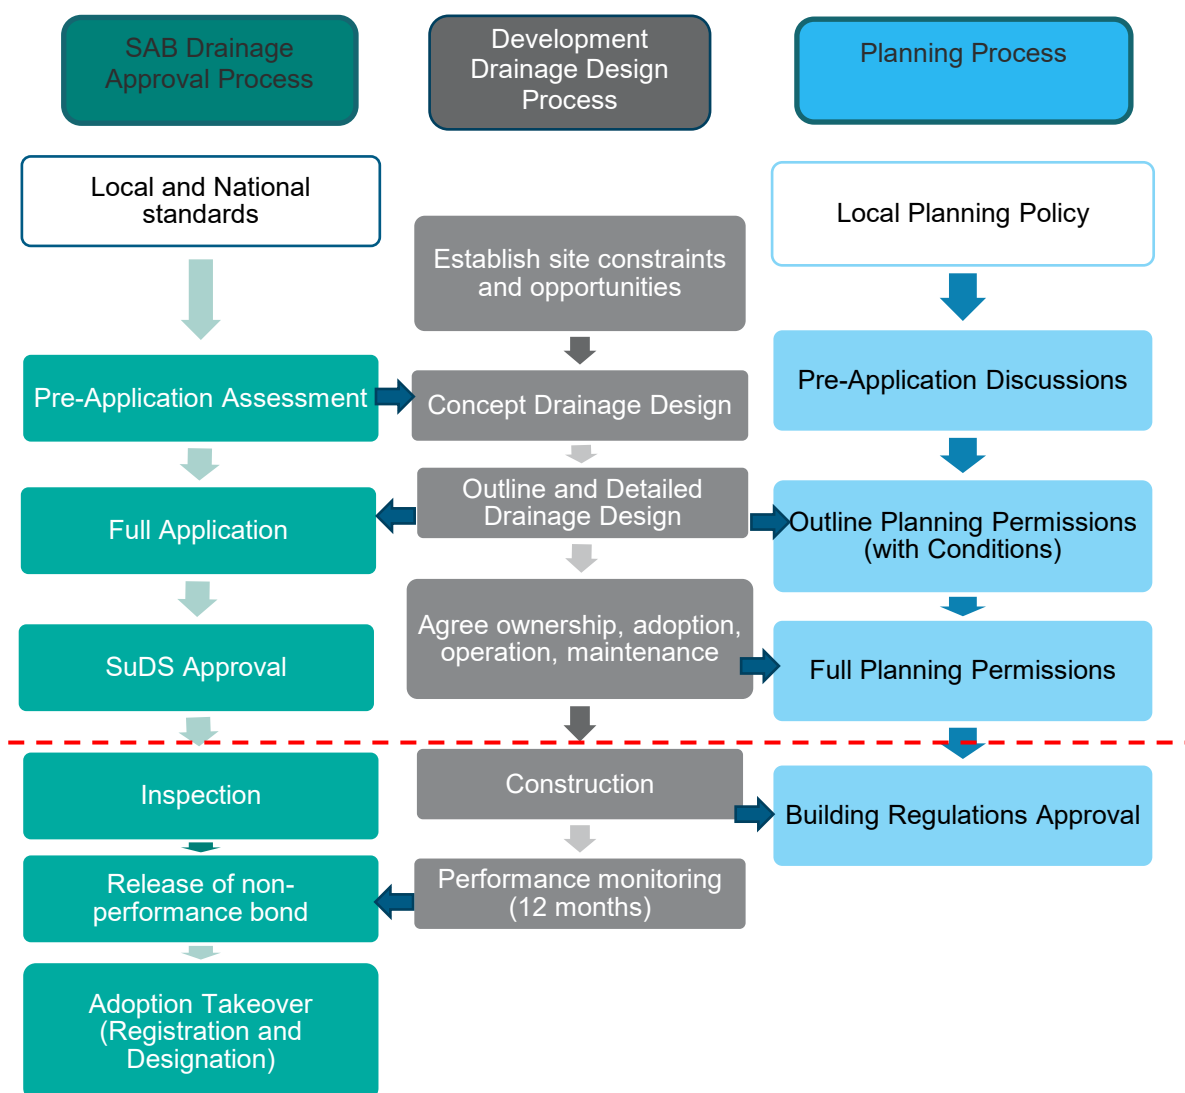 SAB Drainage
Approval Process
Development
Drainage Design
Process
Planning Process
Local and National
standards
Local Planning Policy
Establish site constraints
and opportunities
Pre-Application Assessment
Concept Drainage Design
Pre-Application Discussions
Full Application
Outline and Detailed
Drainage Design
Outline Planning Permissions
(with Conditions)
SuDS Approval
Agree ownership, adoption,
operation, maintenance
Full Planning Permissions
Inspection
Construction
Building Regulations Approval
Release of non-
performance bond
Performance monitoring
(12 months)
Adoption Takeover
(Registration and
Designation)